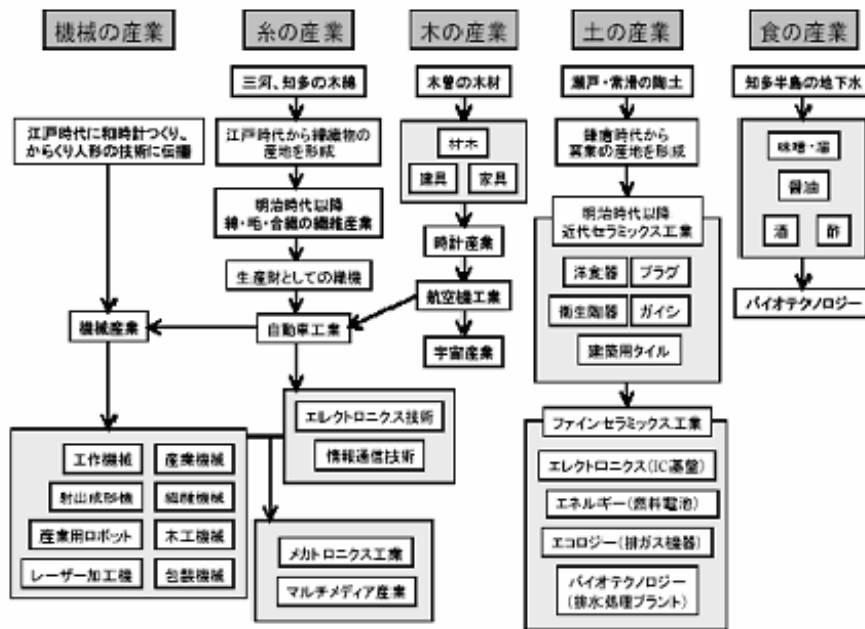 機械の産業
糸の産業
木の産業
土の産業
食の産業
江戸時代に和時計つくり、
からくり人形の技術に伝播
機械産業
工作機械
産業機械
射出成形機
繊維機械
産業用ロボット
木工機械
レーザー加工機
包装機械
三河、知多の木綿
江戸時代から綿織物の
産地を形成
明治時代以降
綿・毛・合繊の繊維産業
生産財としての織機
自動車工業
エレクトロニクス技術
情報通信技術
メカトロニクス工業
マルチメディア産業
木曽の木材
材木
建具
家具
時計産業
航空機工業
宇宙産業
瀬戸・常滑の陶土
鎌倉時代から
窯業の産地を形成
明治時代以降
近代セラミックス工業
洋食器
プラグ
衛生陶器
ガイシ
建築用タイル
ファインセラミックス工業
エレクトロニクス(IC基盤)
エネルギー(燃料電池)
エコロジー(排ガス機器)
バイオテクノロジー
(排水処理プラント)
知多半島の地下水
味噌・溜
醤油
酒
酢
バイオテクノロジー